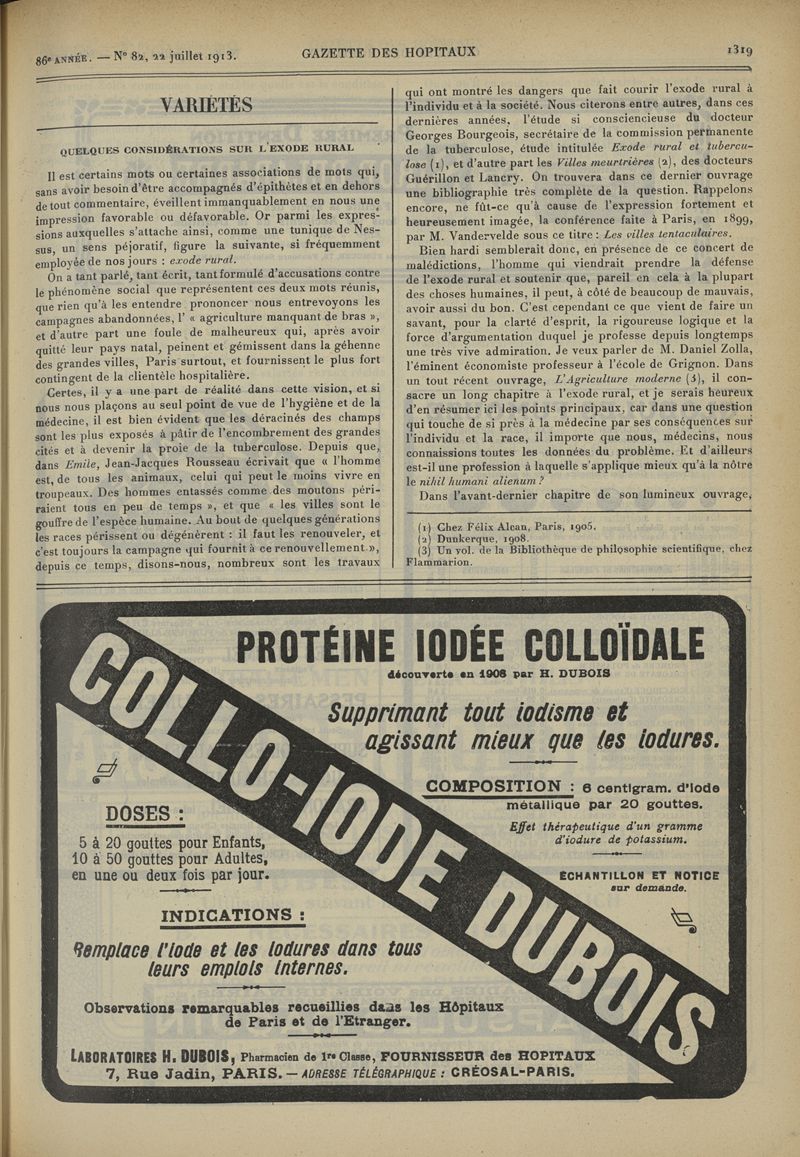 86e ANNÉE. — N° 82, 22 juillet 1913.
GAZETTE DES HOPITAUX
1319
VARIÉTÉS
QUELQUES CONSIDÉRATIONS SUR L'EXODE RURAL
Il est certains mots ou certaines associations de mots qui,
sans avoir besoin d'être accompagnés d'épithètes et en dehors
de tout commentaire, éveillent immanquablement en nous une
impression favorable ou défavorable. Or parmi les expres-
sions auxquelles s'attache ainsi, comme une tunique de Nes-
sus, un sens péjoratif, figure la suivante, si fréquemment
employée de nos jours : exode rural.
On a tant parlé, tant écrit, tant formulé d'accusations contre
le phénomène social que représentent ces deux mots réunis,
que rien qu'à les entendre prononcer nous entrevoyons les
campagnes abandonnées, l' « agriculture manquant de bras »,
et d'autre part une foule de malheureux qui, après avoir
quitté leur pays natal, peinent et gémissent dans la géhenne
des grandes villes, Paris surtout, et fournissent le plus fort
contingent de la clientèle hospitalière.
Certes, il y a une part de réalité dans cette vision, et si
nous nous plaçons au seul point de vue de l'hygiène et de la
médecine, il est bien évident que les déracinés des champs
sont les plus exposés à pâtir de l'encombrement des grandes
cités et à devenir la proie de la tuberculose. Depuis que,
dans Emile, Jean-Jacques Rousseau écrivait que « l'homme
est, de tous les animaux, celui qui peut le moins vivre en
troupeaux. Des hommes entassés comme des moutons péri-
raient tous en peu de temps », et que « les villes sont le
gouffre de l'espèce humaine. Au bout de quelques générations
les races périssent ou dégénèrent : il faut les renouveler, et
c'est toujours la campagne qui fournit à ce renouvellement »,
depuis ce temps, disons-nous, nombreux sont les travaux
qui ont montré les dangers que fait courir l'exode rural à
l'individu et à la société. Nous citerons entre autres, dans ces
dernières années, l'étude si consciencieuse du docteur
Georges Bourgeois, secrétaire de la commission permanente
de la tuberculose, étude intitulée Exode rural et tubercu-
lose (1), et d'autre part les Villes meurtrières (2), des docteurs
Guérillon et Lancry. On trouvera dans ce dernier ouvrage
une bibliographie très complète de la question. Rappelons
encore, ne fût-ce qu'à cause de l'expression fortement et
heureusement imagée, la conférence faite à Paris, en 1899,
par M. Vandervelde sous ce titre : Les villes tentaculaires.
Bien hardi semblerait donc, en présence de ce concert de
malédictions, l'homme qui viendrait prendre la défense
de l'exode rural et soutenir que, pareil en cela à la plupart
des choses humaines, il peut, à côté de beaucoup de mauvais,
avoir aussi du bon. C'est cependant ce que vient de faire un
savant, pour la clarté d'esprit, la rigoureuse logique et la
force d'argumentation duquel je professe depuis longtemps
une très vive admiration. Je veux parler de M. Daniel Zolla,
l'éminent économiste professeur à l'école de Grignon. Dans
un tout récent ouvrage, L'Agriculture moderne (3), il con-
sacre un long chapitre à l'exode rural, et je serais heureux
d'en résumer ici les points principaux, car dans une question
qui touche de si près à la médecine par ses conséquences sur
l'individu et la race, il importe que nous, médecins, nous
connaissions toutes les données du problème. Et d'ailleurs
est-il une profession à laquelle s'applique mieux qu'à la nôtre
le nihil humani alienum ?
Dans l'avant-dernier chapitre de son lumineux ouvrage,
(1) Chez Félix Alcan, Paris, 1905.
(2) Dunkerque, 1908.
(3) Un vol. de la Bibliothèque de philosophie scientifique, chez
Flammarion.
PROTÉINE IODÉE COLLOÏDALE
découverte en 1908 par H. DUBOIS
Supprimant tout iodisme et
agissant mieux que les iodures.
COLLO-IODE DUBOIS
COMPOSITION : 6 centigram. d'Iode
métallique par 20 gouttes.
Effet thérapeutique d'un gramme
d'iodure de potassium.
ÉCHANTILLON ET NOTICE
sur demande.
DOSES :
5 à 20 gouttes pour Enfants,
10 à 50 gouttes pour Adultes,
en une ou deux fois par jour.
INDICATIONS :
Remplace l'Iode et les Iodures dans tous
leurs emplois internes.
Observations remarquables recueillies dans les Hôpitaux
de Paris et de l'Etranger.
LABORATOIRES H. DUBOIS, Pharmacien de 1re Classe, FOURNISSEUR des HOPITAUX
7, Rue Jadin, PARIS. — ADRESSE TÉLÉGRAPHIQUE : CRÉOSAL-PARIS.